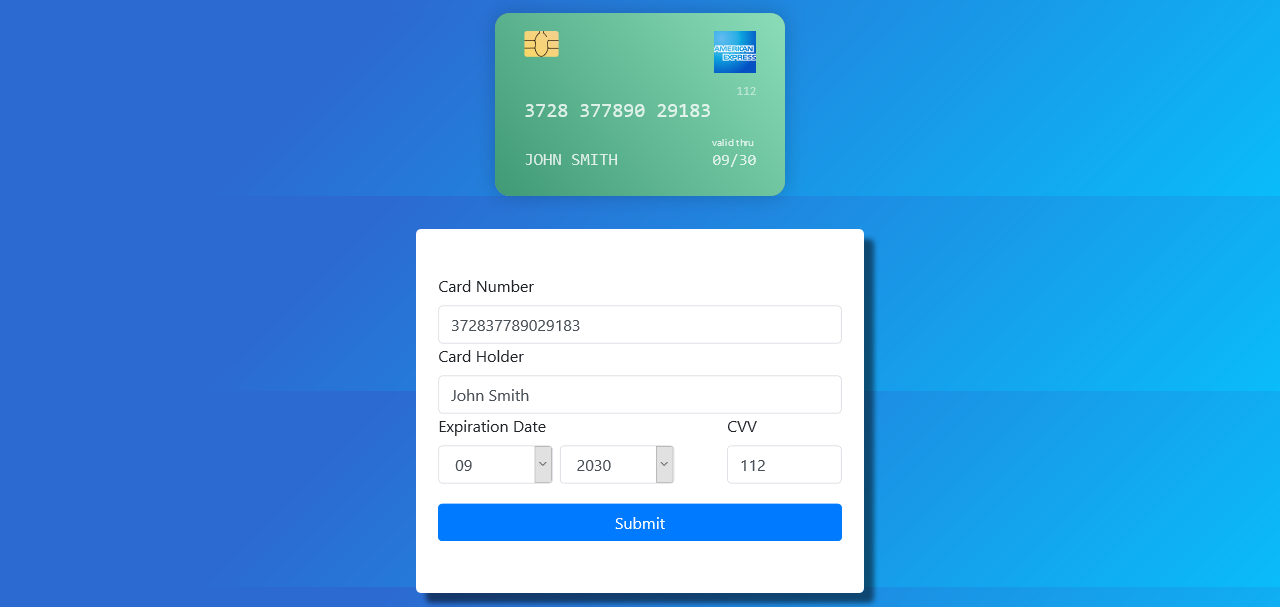 AMERICAN
EXPRESS
112
3728 377890 29183
valid thru
JOHN SMITH 09/30
Card Number
372837789029183
Card Holder
John Smith
Expiration Date CVV
09 2030 112
Submit